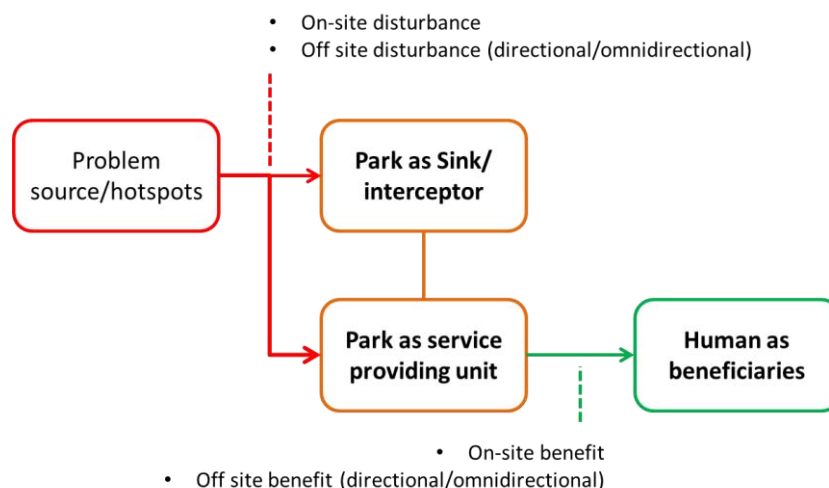 • On-site disturbance
• Off site disturbance (directional/omnidirectional)
Problem
source/hotspots
Park as Sink/
interceptor
Park as service
providing unit
Human as
beneficiaries
• On-site benefit
• Off site benefit (directional/omnidirectional)